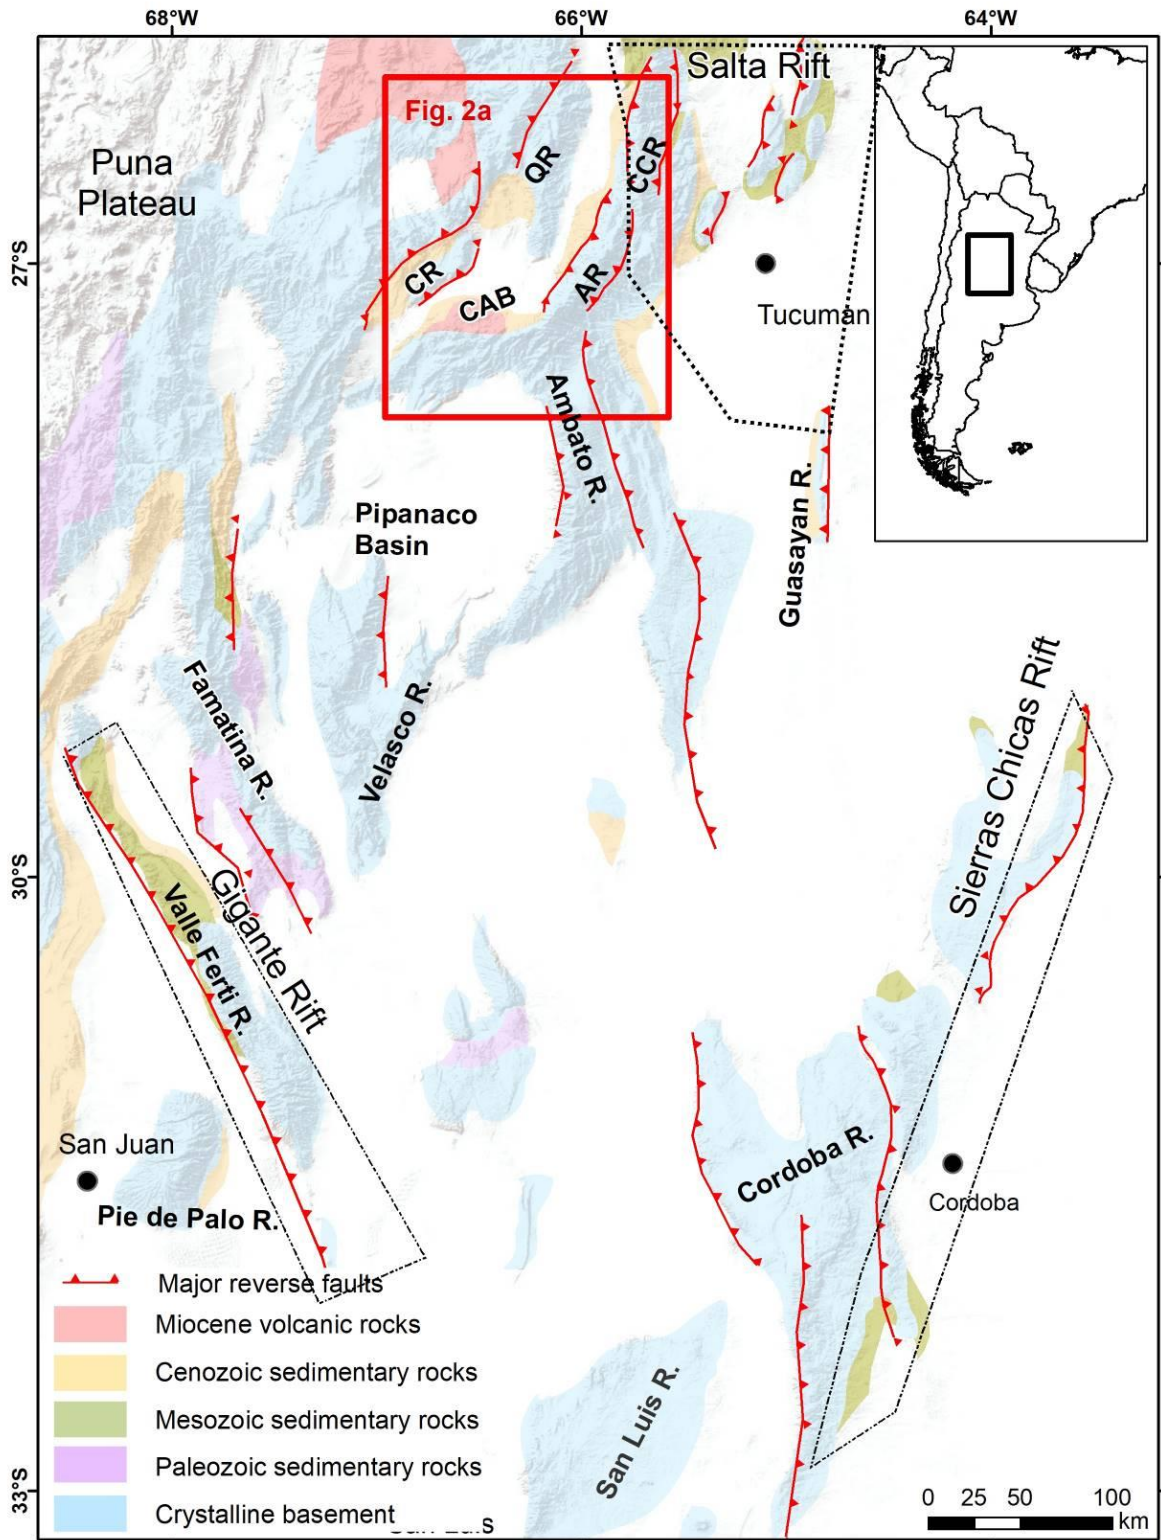 68°W
66°W
64°W
Salta Rift
Fig. 2a
Puna
Plateau
QR
CCR
27°S
CR
CAB
AR
Tucuman
Ambato R.
Guasayan R.
Pipanaco
Basin
Famatina R.
Velasco R.
Sierras Chicas Rift
30°S
Gigante Rift
Valle Ferti R.
San Juan
Pie de Palo R.
Cordoba R.
Cordoba
San Luis R.
Major reverse faults
Miocene volcanic rocks
Cenozoic sedimentary rocks
Mesozoic sedimentary rocks
Paleozoic sedimentary rocks
Crystalline basement
33°S
0 25 50 100
km